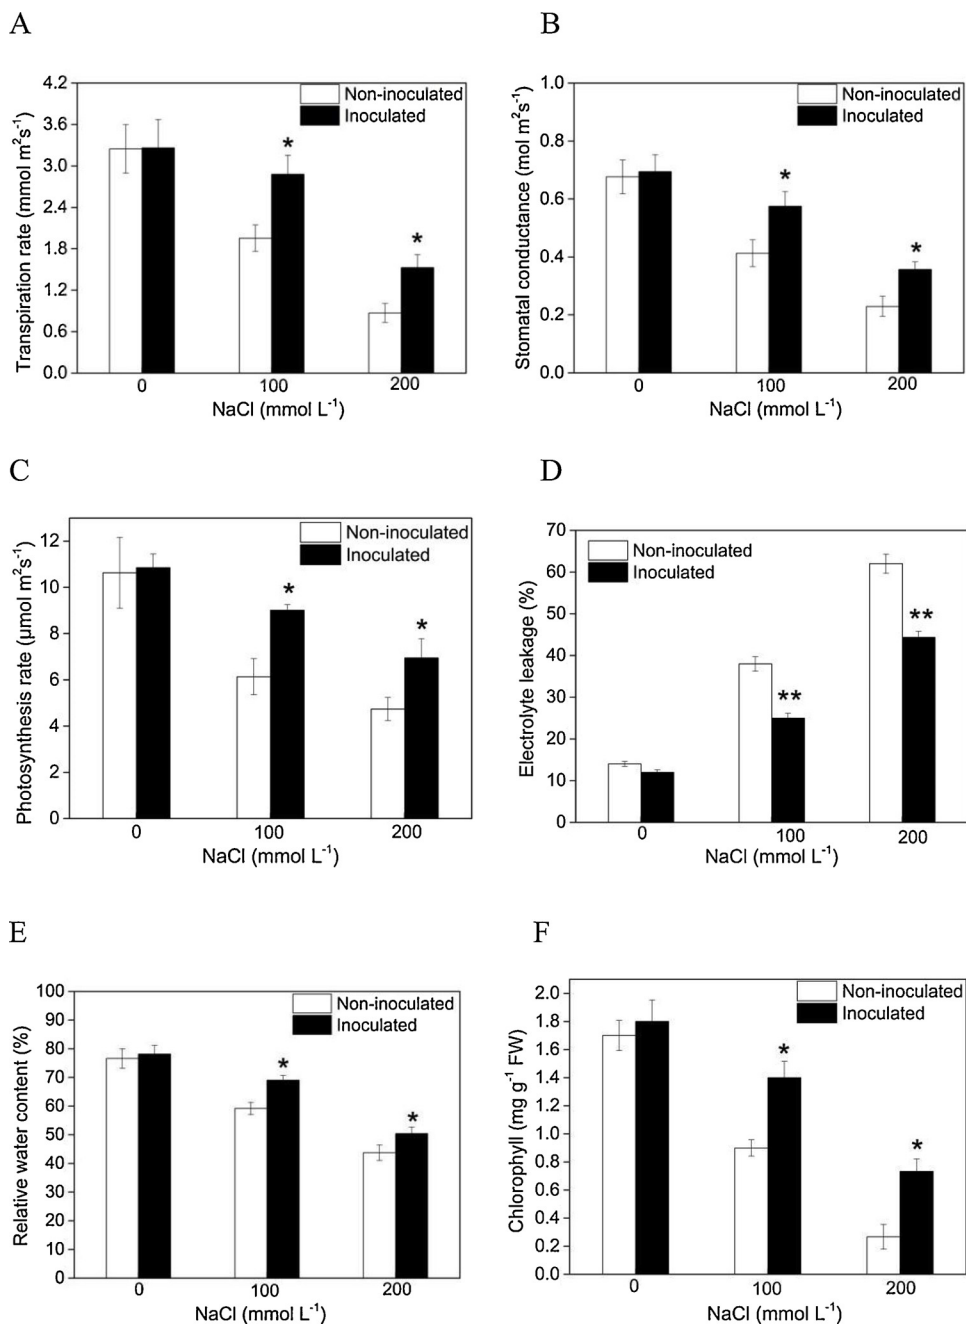 A
4.2
3.6
3.0
2.4
1.8
1.2
0.6
0.0
Transpiration rate (mmol m²s⁻¹)
Non-inoculated
Inoculated
*
*
0 100 200
NaCl (mmol L⁻¹)
B
1.0
0.8
0.6
0.4
0.2
0.0
Stomatal conductance (mol m²s⁻¹)
Non-inoculated
Inoculated
*
*
0 100 200
NaCl (mmol L⁻¹)
C
12
10
8
6
4
2
0
Photosynthesis rate (μmol m²s⁻¹)
Non-inoculated
Inoculated
*
*
0 100 200
NaCl (mmol L⁻¹)
D
70
60
50
40
30
20
10
0
Electrolyte leakage (%)
Non-inoculated
Inoculated
**
**
0 100 200
NaCl (mmol L⁻¹)
E
100
90
80
70
60
50
40
30
20
10
0
Relative water content (%)
Non-inoculated
Inoculated
*
*
0 100 200
NaCl (mmol L⁻¹)
F
2.0
1.8
1.6
1.4
1.2
1.0
0.8
0.6
0.4
0.2
0.0
Chlorophyll (mg g⁻¹ FW)
Non-inoculated
Inoculated
*
*
0 100 200
NaCl (mmol L⁻¹)